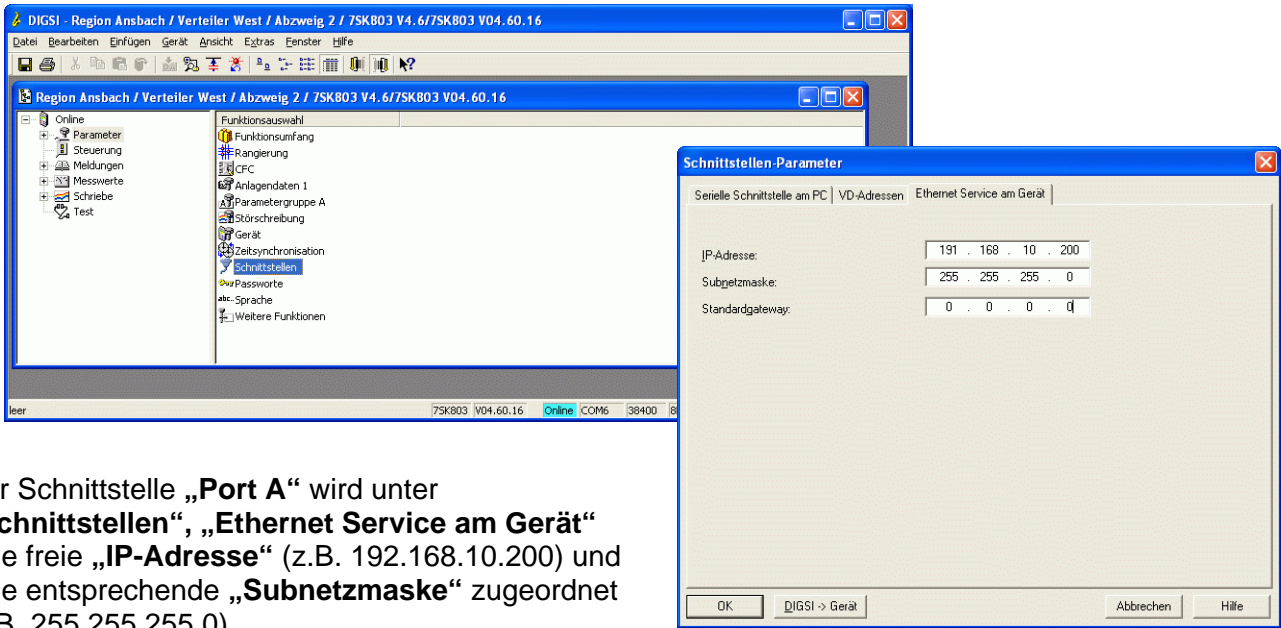 DIGSI - Region Ansbach / Verteiler West / Abzweig 2 / 7SK803 V4.6/7SK803 V04.60.16
Datei Bearbeiten Einfügen Gerät Ansicht Extras Fenster Hilfe
Region Ansbach / Verteiler West / Abzweig 2 / 7SK803 V4.6/7SK803 V04.60.16
Online
Parameter
Steuerung
Meldungen
Messwerte
Schriebe
Test
Funktionsauswahl
Funktionsumfang
Rangierung
CFC
Anlagendaten 1
Parametergruppe A
Störschreibung
Gerät
Zeitsynchronisation
Schnittstellen
Passworte
Sprache
Weitere Funktionen
leer 7SK803 V04.60.16 Online COM6 38400 8
Schnittstellen-Parameter
Serielle Schnittstelle am PC VD-Adressen Ethernet Service am Gerät
IP-Adresse: 191 . 168 . 10 . 200
Subnetzmaske: 255 . 255 . 255 . 0
Standardgateway: 0 . 0 . 0 . 0
OK DIGSI -> Gerät Abbrechen Hilfe
r Schnittstelle „Port A“ wird unter
chnittstellen“, „Ethernet Service am Gerät“
e freie „IP-Adresse“ (z.B. 192.168.10.200) und
e entsprechende „Subnetzmaske“ zugeordnet
B. 255.255.255.0)